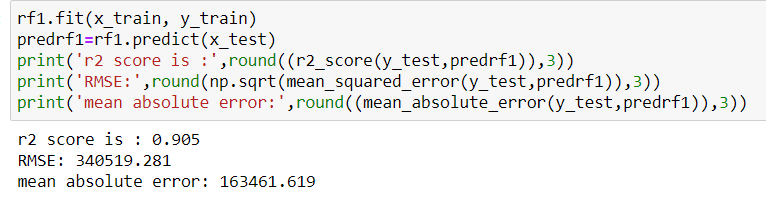 rf1.fit(x_train, y_train)
predrf1=rf1.predict(x_test)
print('r2 score is :',round((r2_score(y_test,predrf1)),3))
print('RMSE:',round(np.sqrt(mean_squared_error(y_test,predrf1)),3))
print('mean absolute error:',round((mean_absolute_error(y_test,predrf1)),3))
r2 score is : 0.905
RMSE: 340519.281
mean absolute error: 163461.619